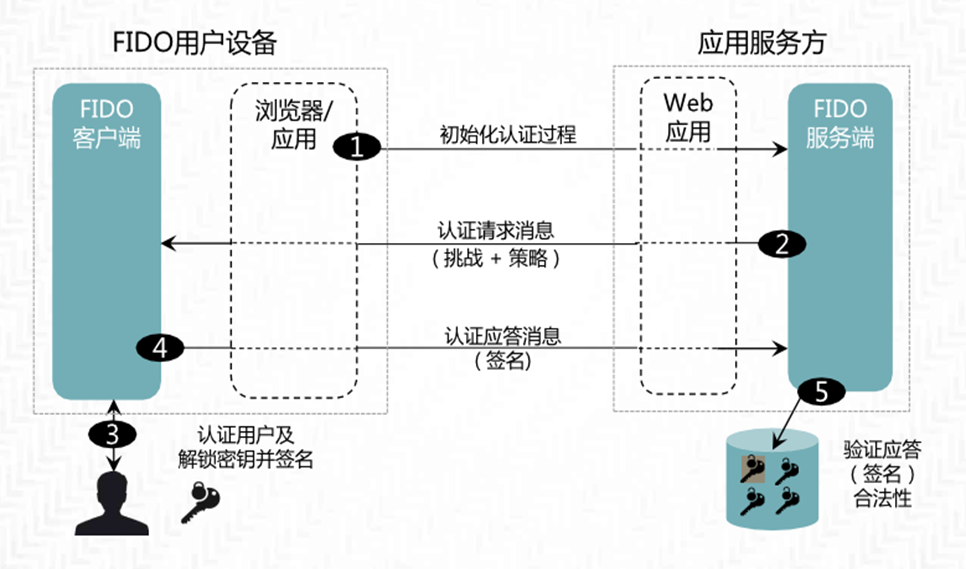 FIDO用户设备
应用服务方
FIDO
客户端
浏览器/
应用
Web
应用
FIDO
服务端
1
初始化认证过程
认证请求消息
(挑战 + 策略)
2
4
认证应答消息
(签名)
5
3
认证用户及
解锁密钥并签名
验证应答
(签名)
合法性